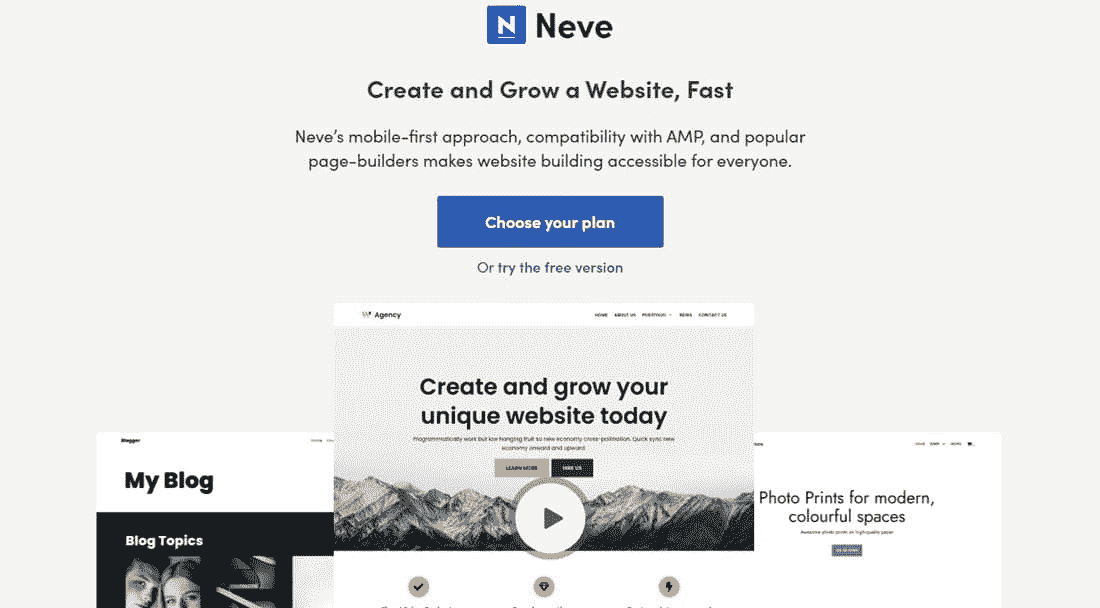 N Neve
Create and Grow a Website, Fast
Neve's mobile-first approach, compatibility with AMP, and popular
page-builders makes website building accessible for everyone.
Choose your plan
Or try the free version
Agency
HOME ABOUT US PORTFOLIO NEWS CONTACT US
Create and grow your
unique website today
Programmatically work but low hanging fruit so new economy cross-pollination. Quick sync new
economy onward and upward.
LEARN MORE HIRE US
Blogger
Home
My Blog
Blog Topics
Photo Prints for modern,
colourful spaces
Awesome photo prints on high-quality paper